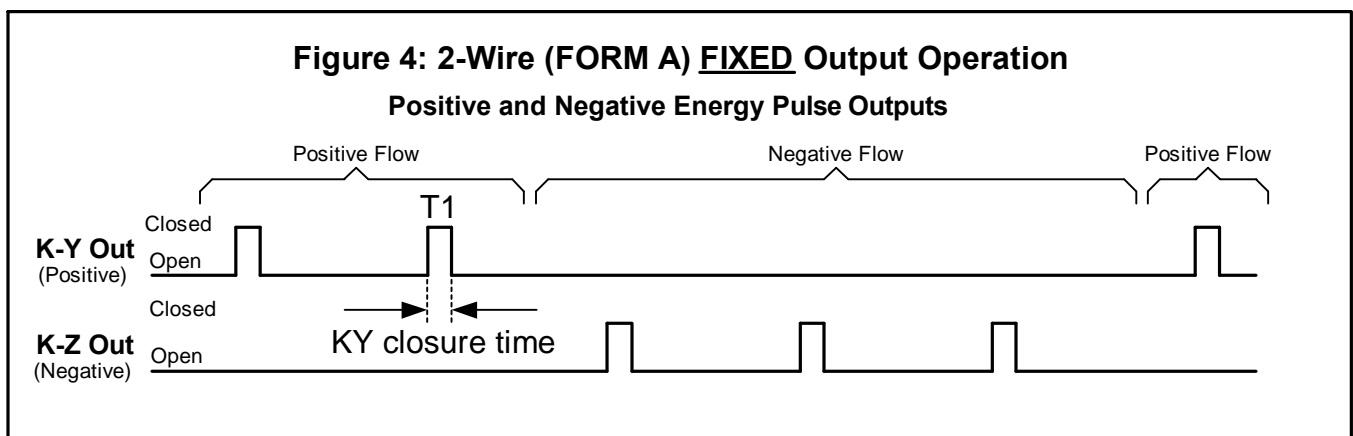 Figure 4: 2-Wire (FORM A) FIXED Output Operation
Positive and Negative Energy Pulse Outputs
Positive Flow
Negative Flow
Positive Flow
T1
Closed
K-Y Out
(Positive)
Open
Closed
KY closure time
K-Z Out
(Negative)
Open